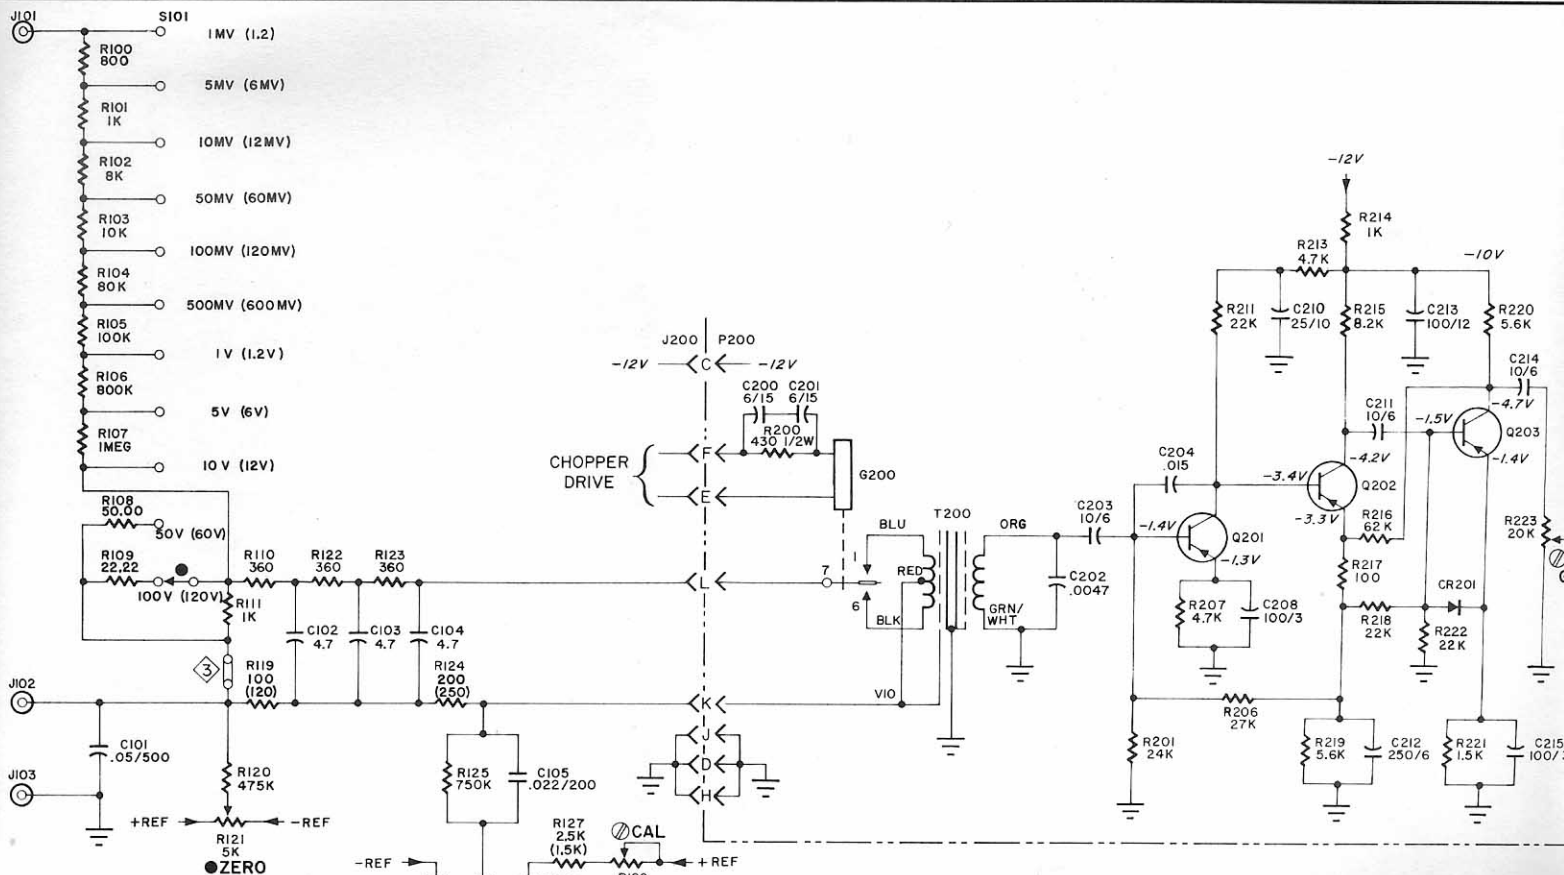 J101
S101
1MV (1.2)
R100
800
5MV (6MV)
R101
1K
10MV (12MV)
R102
8K
50MV (60MV)
R103
10K
100MV (120MV)
R104
80K
500MV (600MV)
R105
100K
1V (1.2V)
R106
800K
5V (6V)
R107
1MEG
10V (12V)
R108
50.00
50V (60V)
R109
22.22
100V (120V)
R110
360
R122
360
R123
360
R111
1K
C102
4.7
C103
4.7
C104
4.7
3
R119
100
(120)
R124
200
(250)
J102
C101
.05/500
J103
R120
475K
+REF
-REF
R121
5K
ZERO
R125
750K
C105
.022/200
-REF
R127
2.5K
(1.5K)
CAL
+REF
J200 P200
-12V C -12V
C200
6/15
C201
6/15
R200
430 1/2W
CHOPPER
DRIVE
F
E
G200
L
7
1
6
BLU
RED
BLK
VIO
K
J
D
H
T200
ORG
GRN/
WHT
C203
10/6
C202
.0047
C204
.015
-1.4V
Q201
-1.3V
R207
4.7K
C208
100/3
R201
24K
R206
27K
R211
22K
C210
25/10
R213
4.7K
-12V
R214
1K
-10V
R215
8.2K
C213
100/12
R220
5.6K
C214
10/6
C211
10/6
-4.7V
-1.5V
Q203
-1.4V
-3.4V
-4.2V
Q202
-3.3V
R216
62K
R217
100
R218
22K
CR201
R222
22K
R223
20K
R219
5.6K
C212
250/6
R221
1.5K
C215
100/